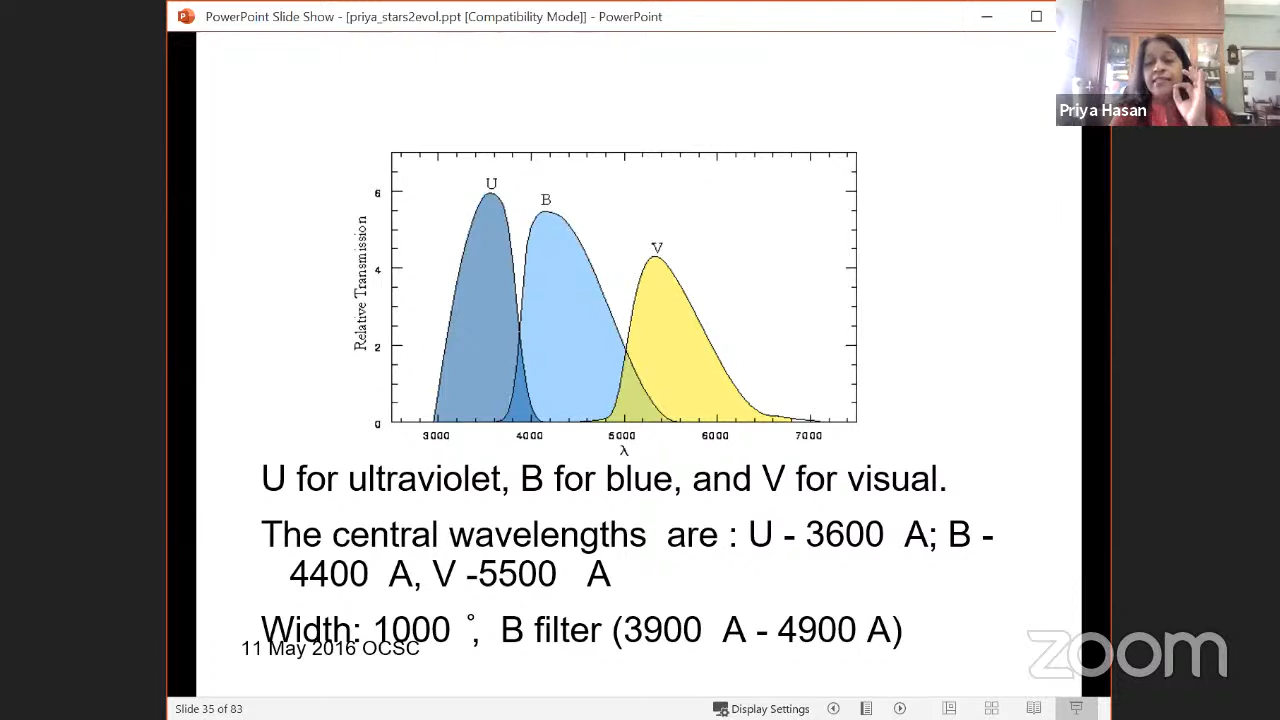 PowerPoint Slide Show - [priya_stars2evol.ppt [Compatibility Mode]] - PowerPoint
Priya Hasan
U
B
V
6
4
2
0
Relative Transmission
3000 4000 5000 6000 7000
λ
U for ultraviolet, B for blue, and V for visual.
The central wavelengths are : U - 3600 A; B -
4400 A, V -5500 A
Width: 1000 °, B filter (3900 A - 4900 A)
11 May 2016 OCSC
zoom
Slide 35 of 83
Display Settings